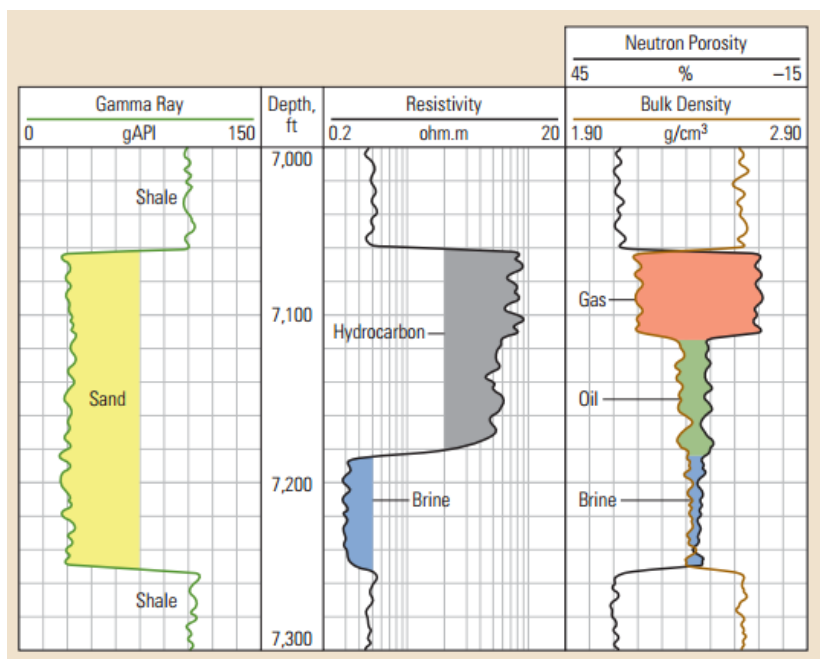 Neutron Porosity
45 % –15
Gamma Ray
0 gAPI 150
Depth,
ft
Resistivity
0.2 ohm.m 20
Bulk Density
1.90 g/cm³ 2.90
7,000
Shale
Gas
7,100
Hydrocarbon
Sand
Oil
7,200
Brine
Brine
Shale
7,300